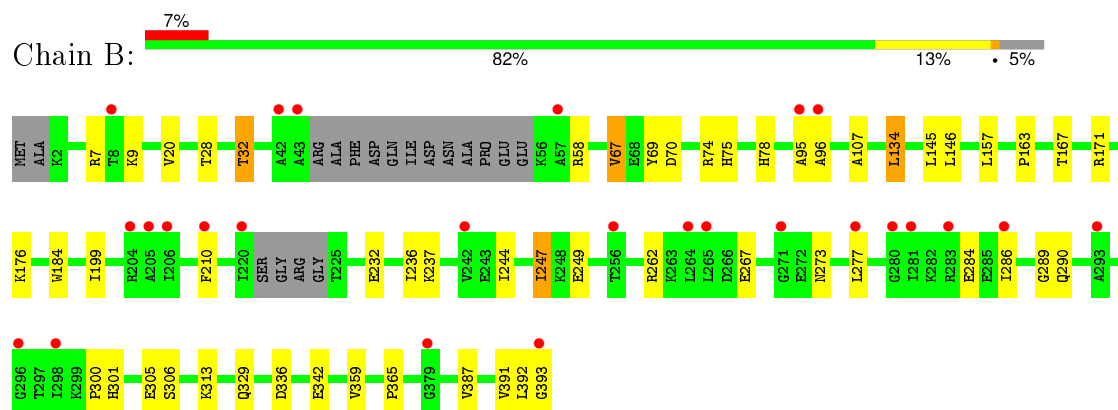 7%
Chain B:
82% 13% • 5%
MET ALA K2 R7 T8 K9 V20 T28 T32 A42 A43 ARG ALA PHE ASP GLN ILE ASP ASN ALA PRO GLU GLU K56 A57 R58 V67 E68 Y69 D70 R74 H75 H78 A95 A96 A107 L134 L145 L146 L157 P163 T167 R171
K176 W184 I199 R204 A205 I206 F210 I220 SER GLY ARG GLY T225 E232 I236 K237 V242 E243 I244 I247 K248 E249 T256 R262 K263 L264 L265 D266 E267 G271 E272 N273 L277 G280 I281 K282 R283 E284 E285 I286 G289 Q290 A293
G296 T297 I298 K299 P300 H301 E305 S306 K313 Q329 D336 E342 V359 P365 G379 V387 V391 L392 G393